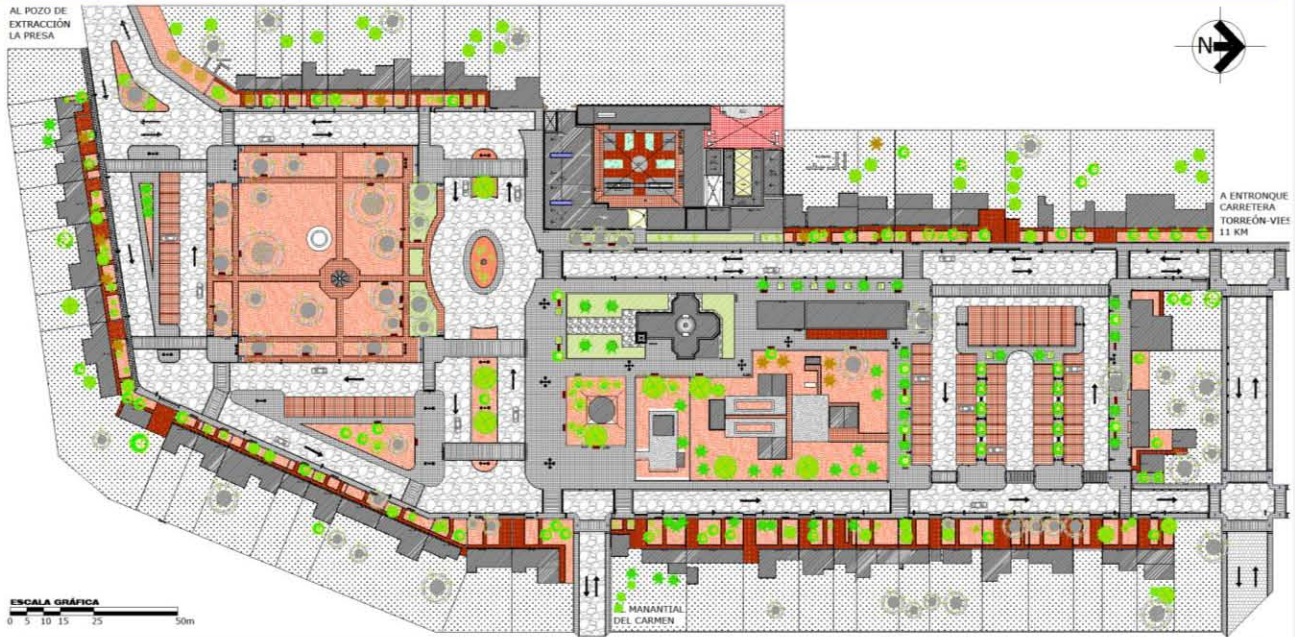 AL POZO DE
EXTRACCIÓN
LA PRESA
N
A ENTRONQUE
CARRETERA
TORREÓN-VIES
11 KM
EL MANANTIAL
DEL CARMEN
ESCALA GRÁFICA
0 5 10 15 25 50m